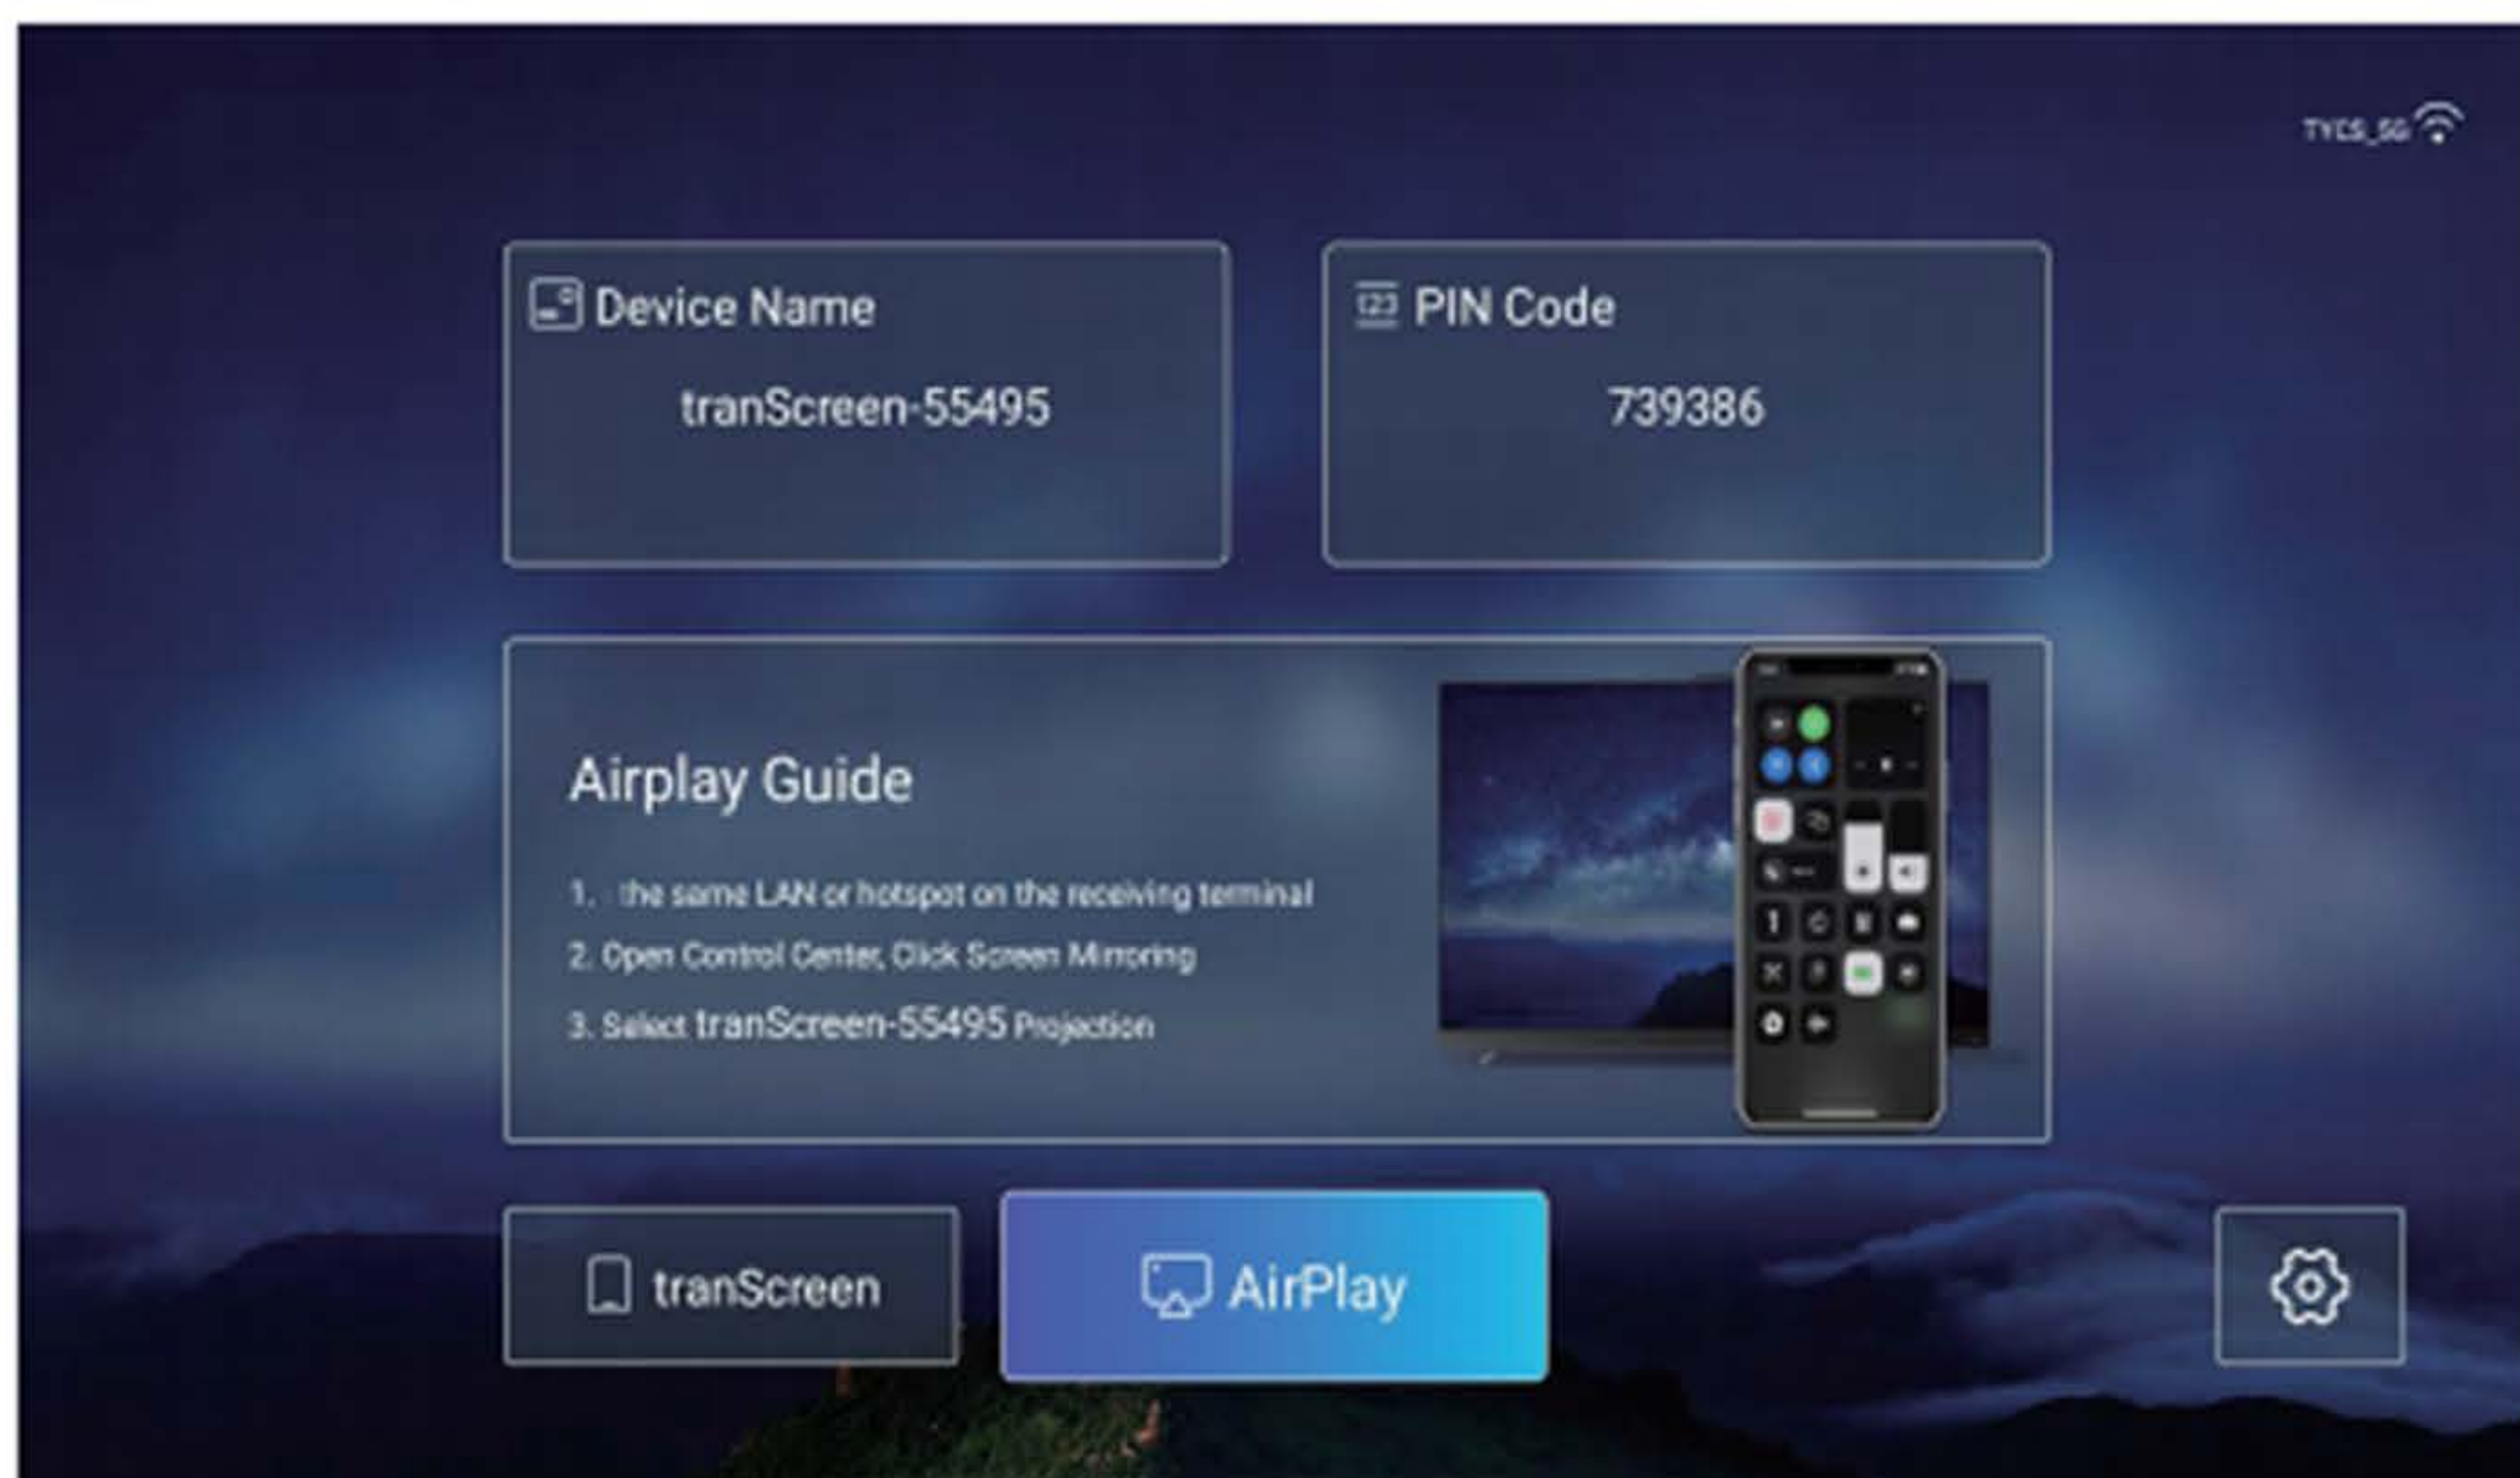 TYCS_5G
Device Name
tranScreen-55495
PIN Code
739386
Airplay Guide
1. the same LAN or hotspot on the receiving terminal
2. Open Control Center, Click Screen Mirroring
3. Select tranScreen-55495 Projection
tranScreen
AirPlay